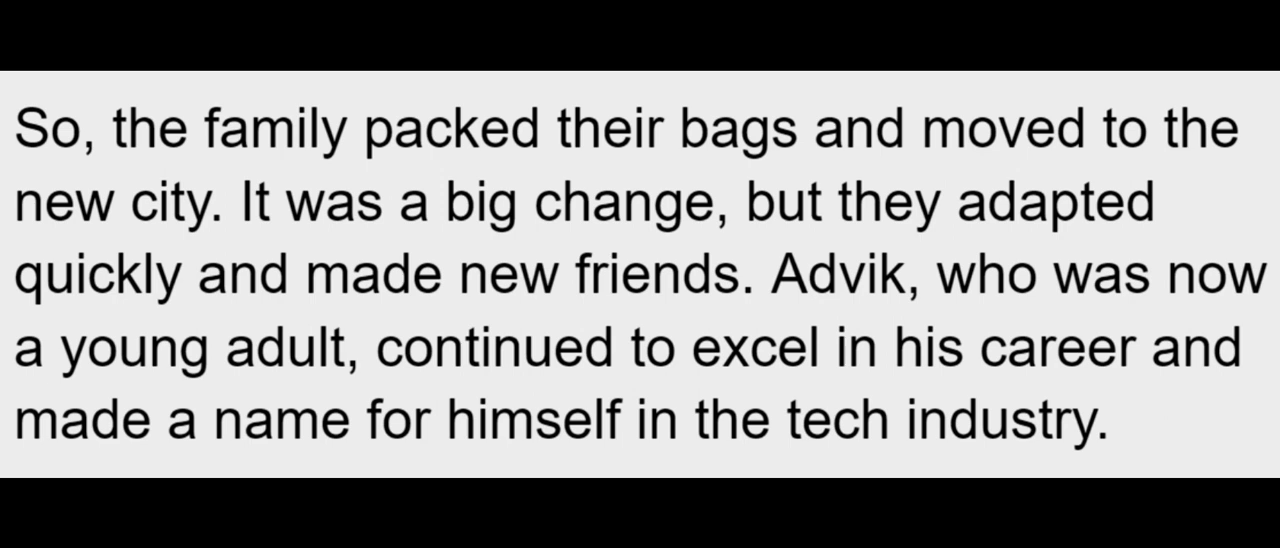 So, the family packed their bags and moved to the
new city. It was a big change, but they adapted
quickly and made new friends. Advik, who was now
a young adult, continued to excel in his career and
made a name for himself in the tech industry.